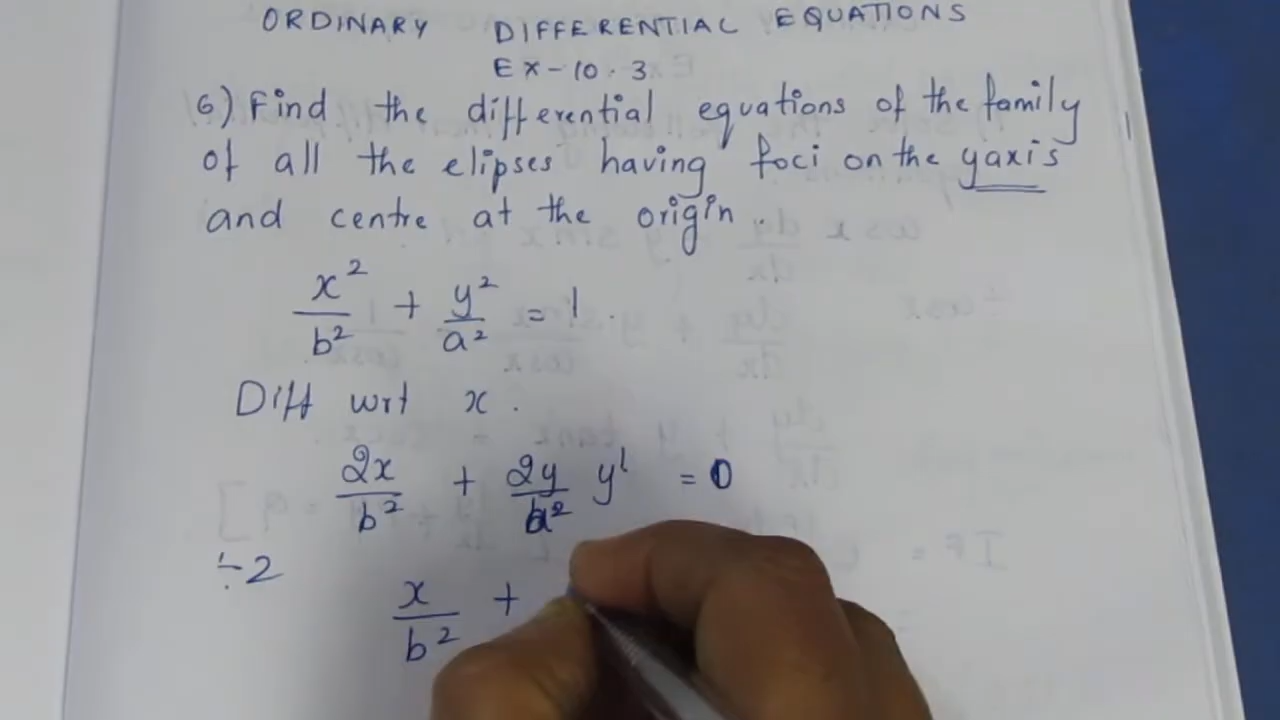 ORDINARY DIFFERENTIAL EQUATIONS
EX-10.3
6) Find the differential equations of the family
of all the elipses having foci on the yaxis
and centre at the origin.
x²/b² + y²/a² = 1.
Diff wrt x.
2x/b² + 2y/a² y' = 0
÷2
x/b² +